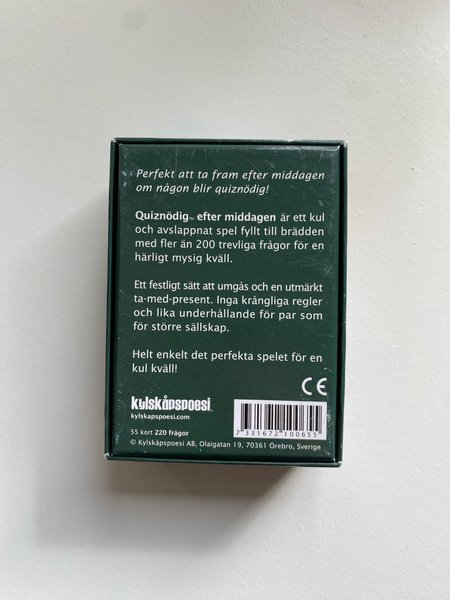 Perfekt att ta fram efter middagen
om någon blir quiznödig!
Quiznödig™ efter middagen är ett kul
och avslappnat spel fyllt till brädden
med fler än 200 trevliga frågor för en
härligt mysig kväll.
Ett festligt sätt att umgås och en utmärkt
ta-med-present. Inga krångliga regler
och lika underhållande för par som
för större sällskap.
Helt enkelt det perfekta spelet för en
kul kväll!
CE
kylskåpspoesi
kylskapspoesi.com
55 kort 220 frågor
7 331672 100655
© Kylskåpspoesi AB, Olaigatan 19, 70361 Örebro, Sverige